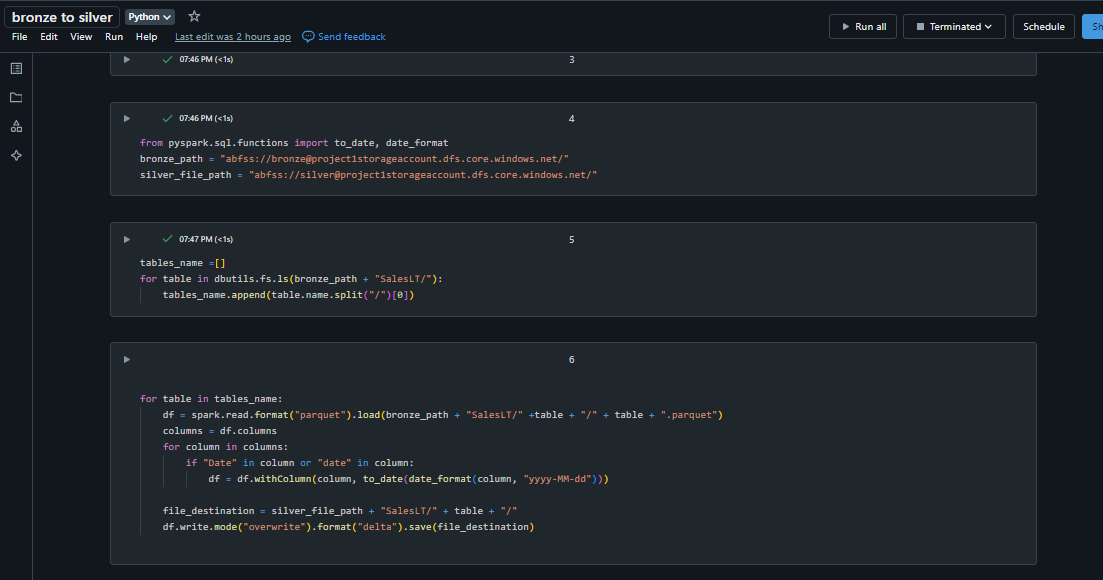 bronze to silver Python
Run all Terminated Schedule Sh
File Edit View Run Help Last edit was 2 hours ago Send feedback
07:46 PM (<1s) 3
07:46 PM (<1s) 4
from pyspark.sql.functions import to_date, date_format
bronze_path = "abfss://bronze@project1storageaccount.dfs.core.windows.net/"
silver_file_path = "abfss://silver@project1storageaccount.dfs.core.windows.net/"
07:47 PM (<1s) 5
tables_name =[]
for table in dbutils.fs.ls(bronze_path + "SalesLT/"):
    tables_name.append(table.name.split("/")[0])
6
for table in tables_name:
    df = spark.read.format("parquet").load(bronze_path + "SalesLT/" +table + "/" + table + ".parquet")
    columns = df.columns
    for column in columns:
        if "Date" in column or "date" in column:
            df = df.withColumn(column, to_date(date_format(column, "yyyy-MM-dd")))
    file_destination = silver_file_path + "SalesLT/" + table + "/"
    df.write.mode("overwrite").format("delta").save(file_destination)